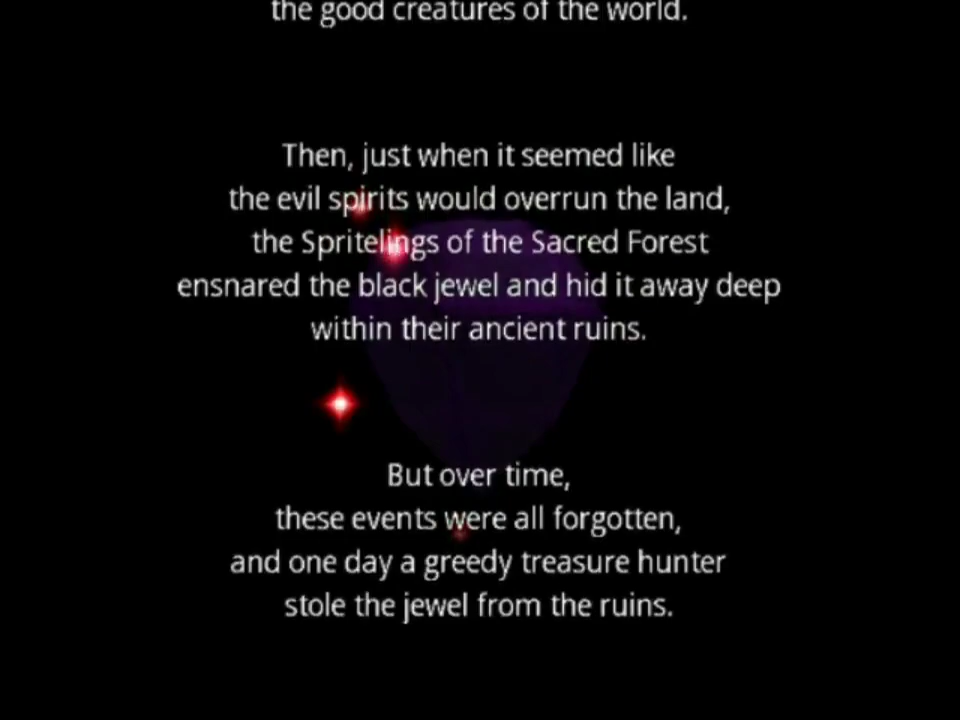 the good creatures of the world.
Then, just when it seemed like
the evil spirits would overrun the land,
the Spritelings of the Sacred Forest
ensnared the black jewel and hid it away deep
within their ancient ruins.
But over time,
these events were all forgotten,
and one day a greedy treasure hunter
stole the jewel from the ruins.